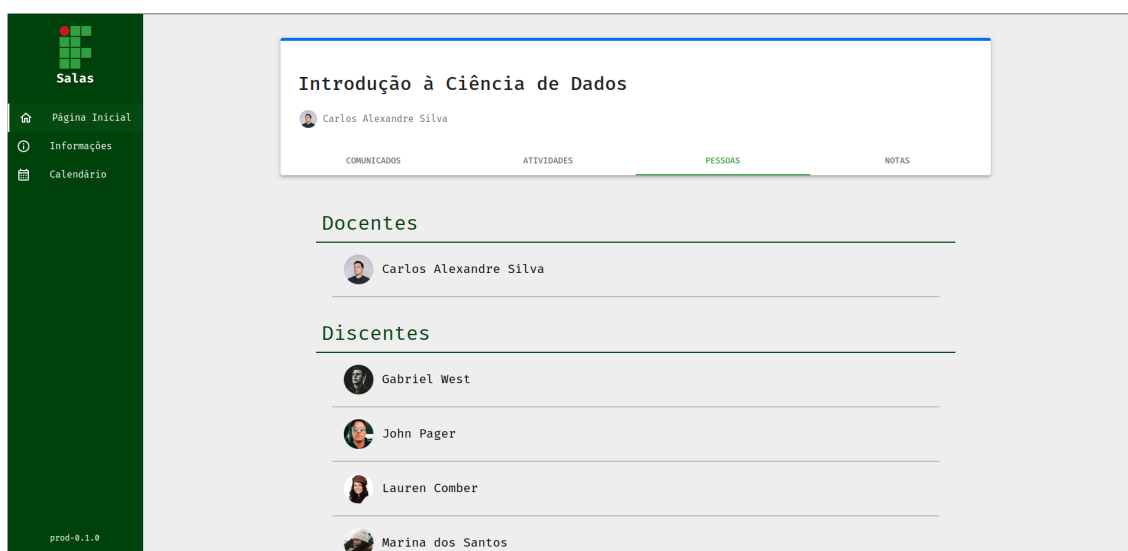 Salas
Página Inicial
Informações
Calendário
prod-0.1.0
Introdução à Ciência de Dados
Carlos Alexandre Silva
COMUNICADOS ATIVIDADES PESSOAS NOTAS
Docentes
Carlos Alexandre Silva
Discentes
Gabriel West
John Pager
Lauren Comber
Marina dos Santos